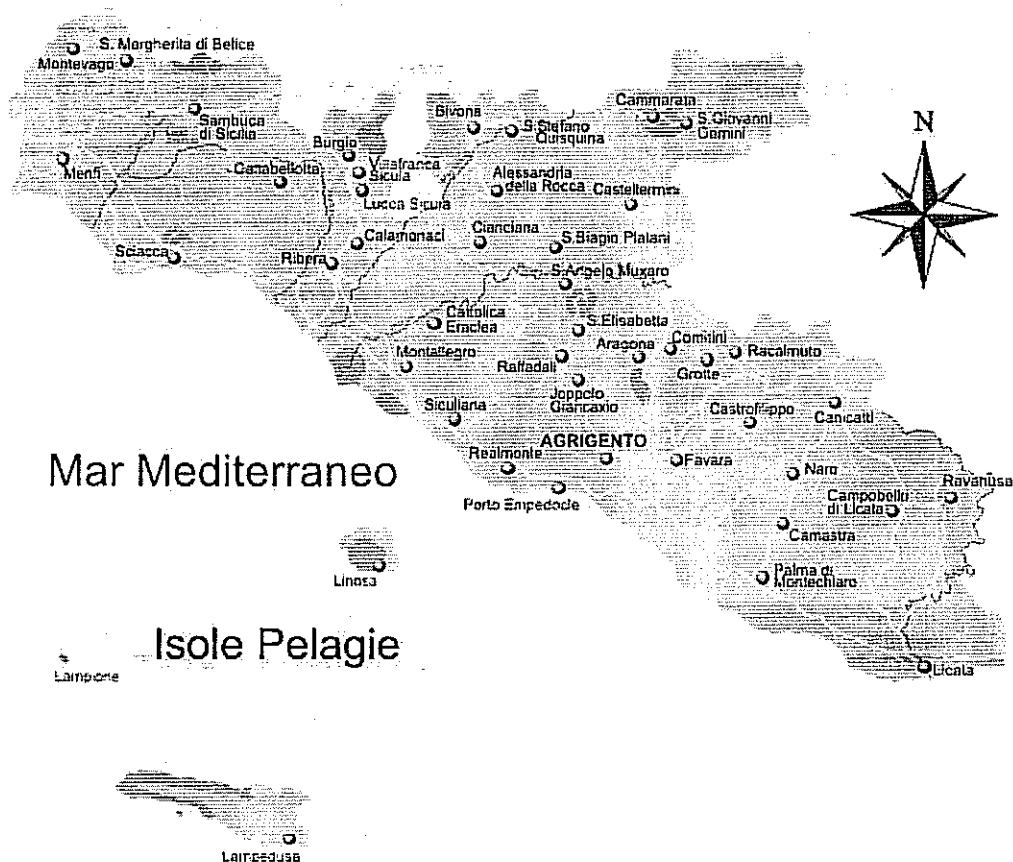 S. Margherita di Belice
Montevago
Sambuca
di Sicilia
Menfi
Sciacca
Burgio
Villafranca
Sicula
Lucca Sicula
Caltabellotta
Calamonaci
Ribera
Bivona
S.Stefano
Quisquina
Cammarata
S.Giovanni
Gemini
Alessandria
della Rocca
Castellermini
Cianciana
S.Biagio Platani
S.Angelo Muxaro
Cattolica
Eraclea
S.Elisabetta
Montallegro
Raffadali
Aragona
Comitini
Grotte
Racalmuto
Joppolo
Giancaxio
Siculiana
Castrofilippo
Canicattì
AGRIGENTO
Realmonte
Favara
Naro
Porto Empedocle
Campobello
di Licata
Ravanusa
Camastra
Palma di
Montechiaro
Licata
N
Mar Mediterraneo
Linosa
Isole Pelagie
Lampione
Lampedusa